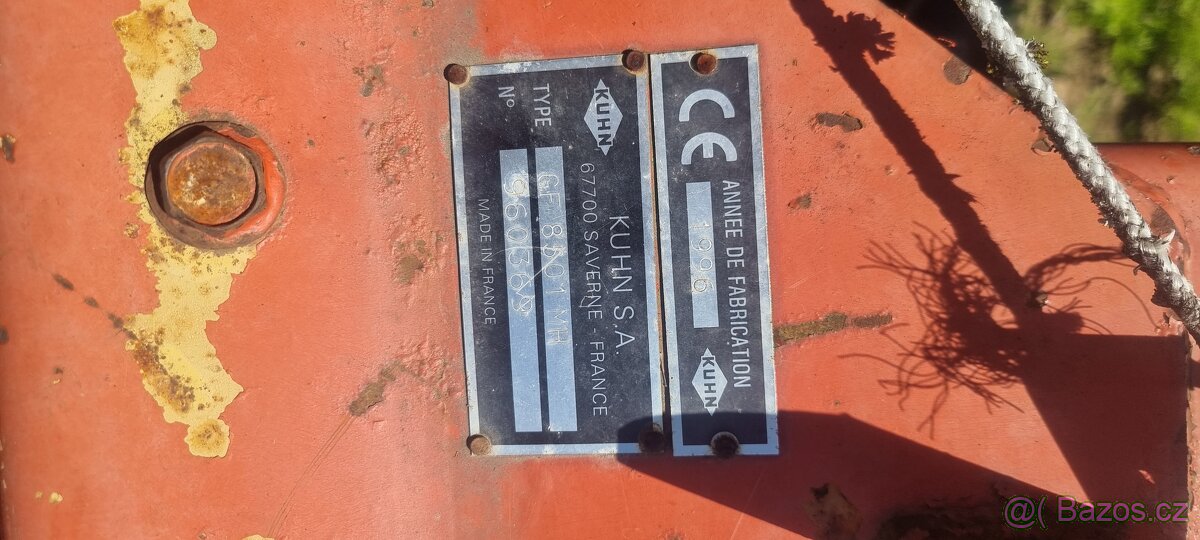 KUHN
KUHN S.A.
67700 SAVERNE - FRANCE
TYPE GF 8501 MH
N° 960369
MADE IN FRANCE
CE
ANNEE DE FABRICATION
1996
KUHN
@( Bazos.cz